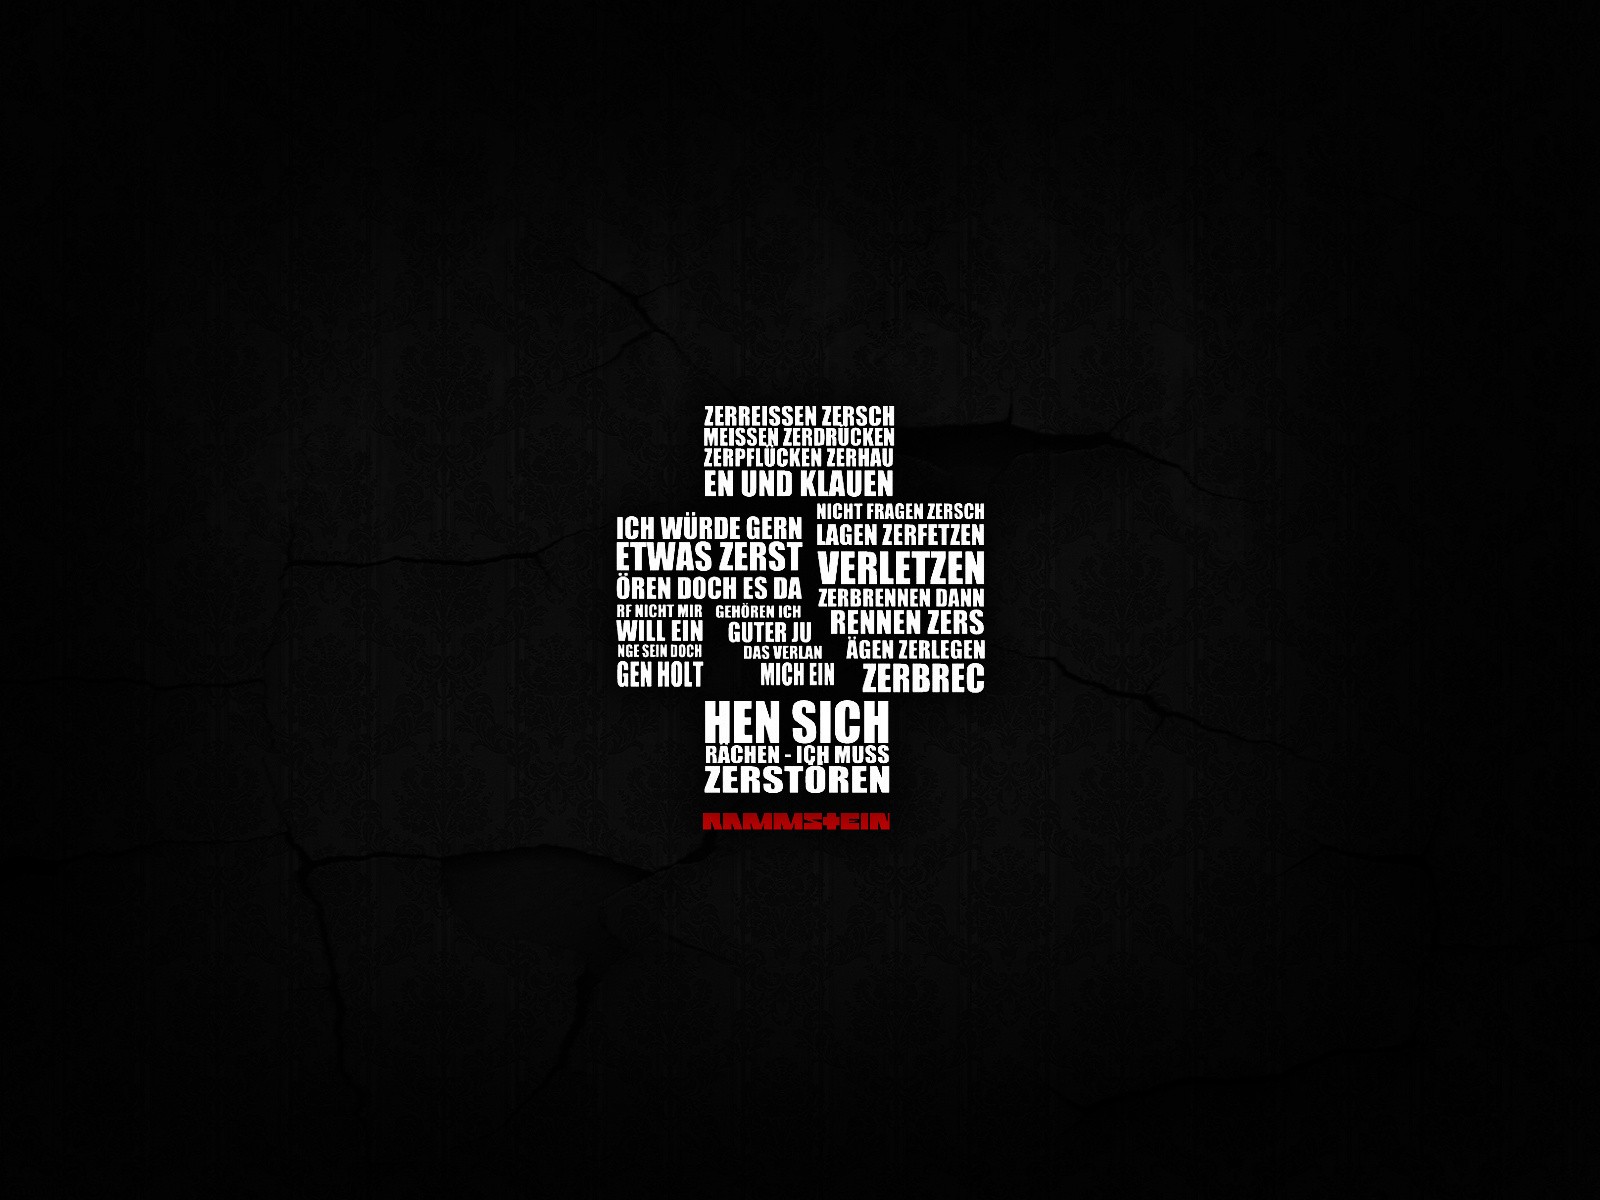 ZERREISSEN ZERSCH
MEISSEN ZERDRÜCKEN
ZERPFLÜCKEN ZERHAU
EN UND KLAUEN
NICHT FRAGEN ZERSCH
LAGEN ZERFETZEN
VERLETZEN
ZERBRENNEN DANN
RENNEN ZERS
ÄGEN ZERLEGEN
ZERBREC
ICH WÜRDE GERN
ETWAS ZERST
ÖREN DOCH ES DA
RF NICHT MIR GEHÖREN ICH
WILL EIN GUTER JU
NGE SEIN DOCH DAS VERLAN
GEN HOLT MICH EIN
HEN SICH
RÄCHEN - ICH MUSS
ZERSTÖREN
RAMMSTEIN